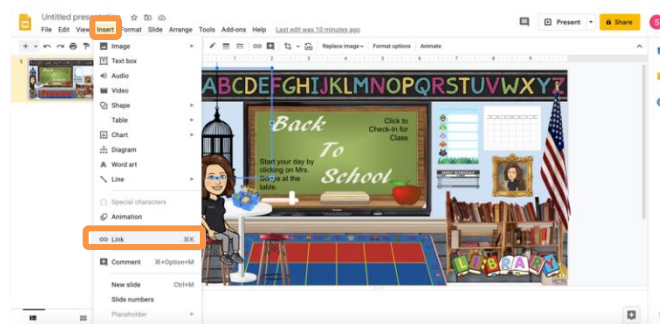 Untitled presentation
File Edit View Insert Format Slide Arrange Tools Add-ons Help Last edit was 10 minutes ago
Present
Share
Replace image Format options Animate
Image
Text box
Audio
Video
Shape
Table
Chart
Diagram
Word art
Line
Special characters
Animation
Link ⌘K
Comment ⌘+Option+M
New slide Ctrl+M
Slide numbers
Placeholder
1
ABCDEFGHIJKLMNOPQRSTUVWXYZ
Back
To
School
Click to
Check-In for
Class
Start your day by
clicking on Mrs.
at the
table.
LIBRARY